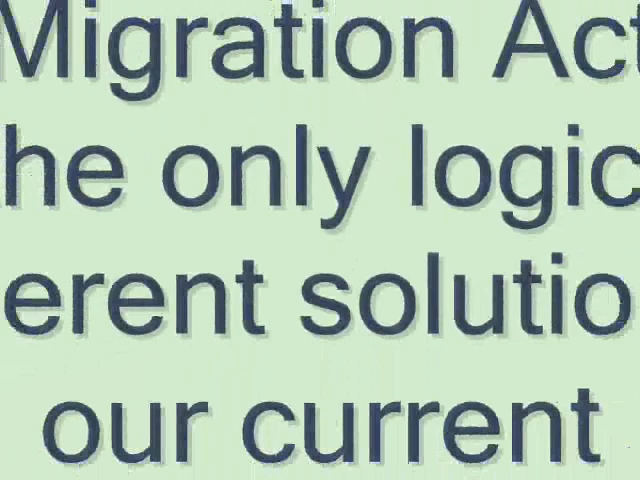 Migration Act
he only logic
erent solutio
our current